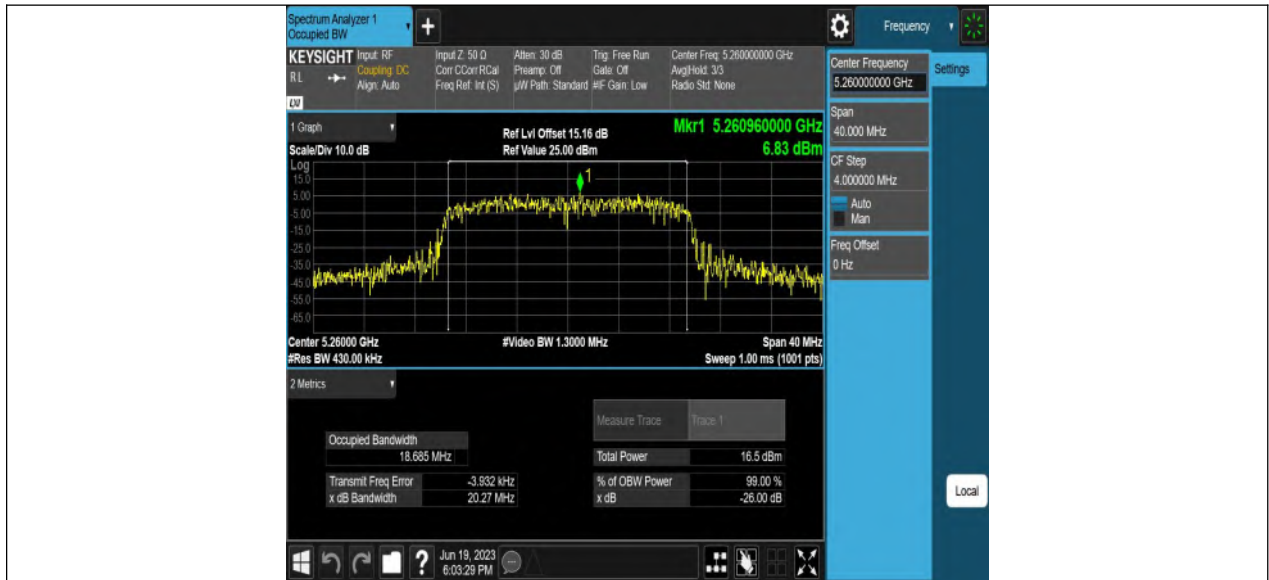 Spectrum Analyzer 1
Occupied BW
+
Frequency
KEYSIGHT
RL
LXI
Input: RF
Coupling: DC
Align: Auto
Input Z: 50 Ω
Corr CCorr RCal
Freq Ref: Int (S)
Atten: 30 dB
Preamp: Off
µW Path: Standard
Trig: Free Run
Gate: Off
#IF Gain: Low
Center Freq: 5.260000000 GHz
Avg|Hold: 3/3
Radio Std: None
Center Frequency
5.260000000 GHz
Settings
Span
40.000 MHz
CF Step
4.000000 MHz
Auto
Man
Freq Offset
0 Hz
Local
1 Graph
Scale/Div 10.0 dB
Ref Lvl Offset 15.16 dB
Ref Value 25.00 dBm
Mkr1 5.260960000 GHz
6.83 dBm
Log
15.0
5.00
-5.00
-15.0
-25.0
-35.0
-45.0
-55.0
-65.0
1
Center 5.26000 GHz
#Res BW 430.00 kHz
#Video BW 1.3000 MHz
Span 40 MHz
Sweep 1.00 ms (1001 pts)
2 Metrics
Measure Trace Trace 1
Occupied Bandwidth
18.685 MHz
Total Power 16.5 dBm
Transmit Freq Error -3.932 kHz
% of OBW Power 99.00 %
x dB Bandwidth 20.27 MHz
x dB -26.00 dB
?
Jun 19, 2023
6:03:29 PM